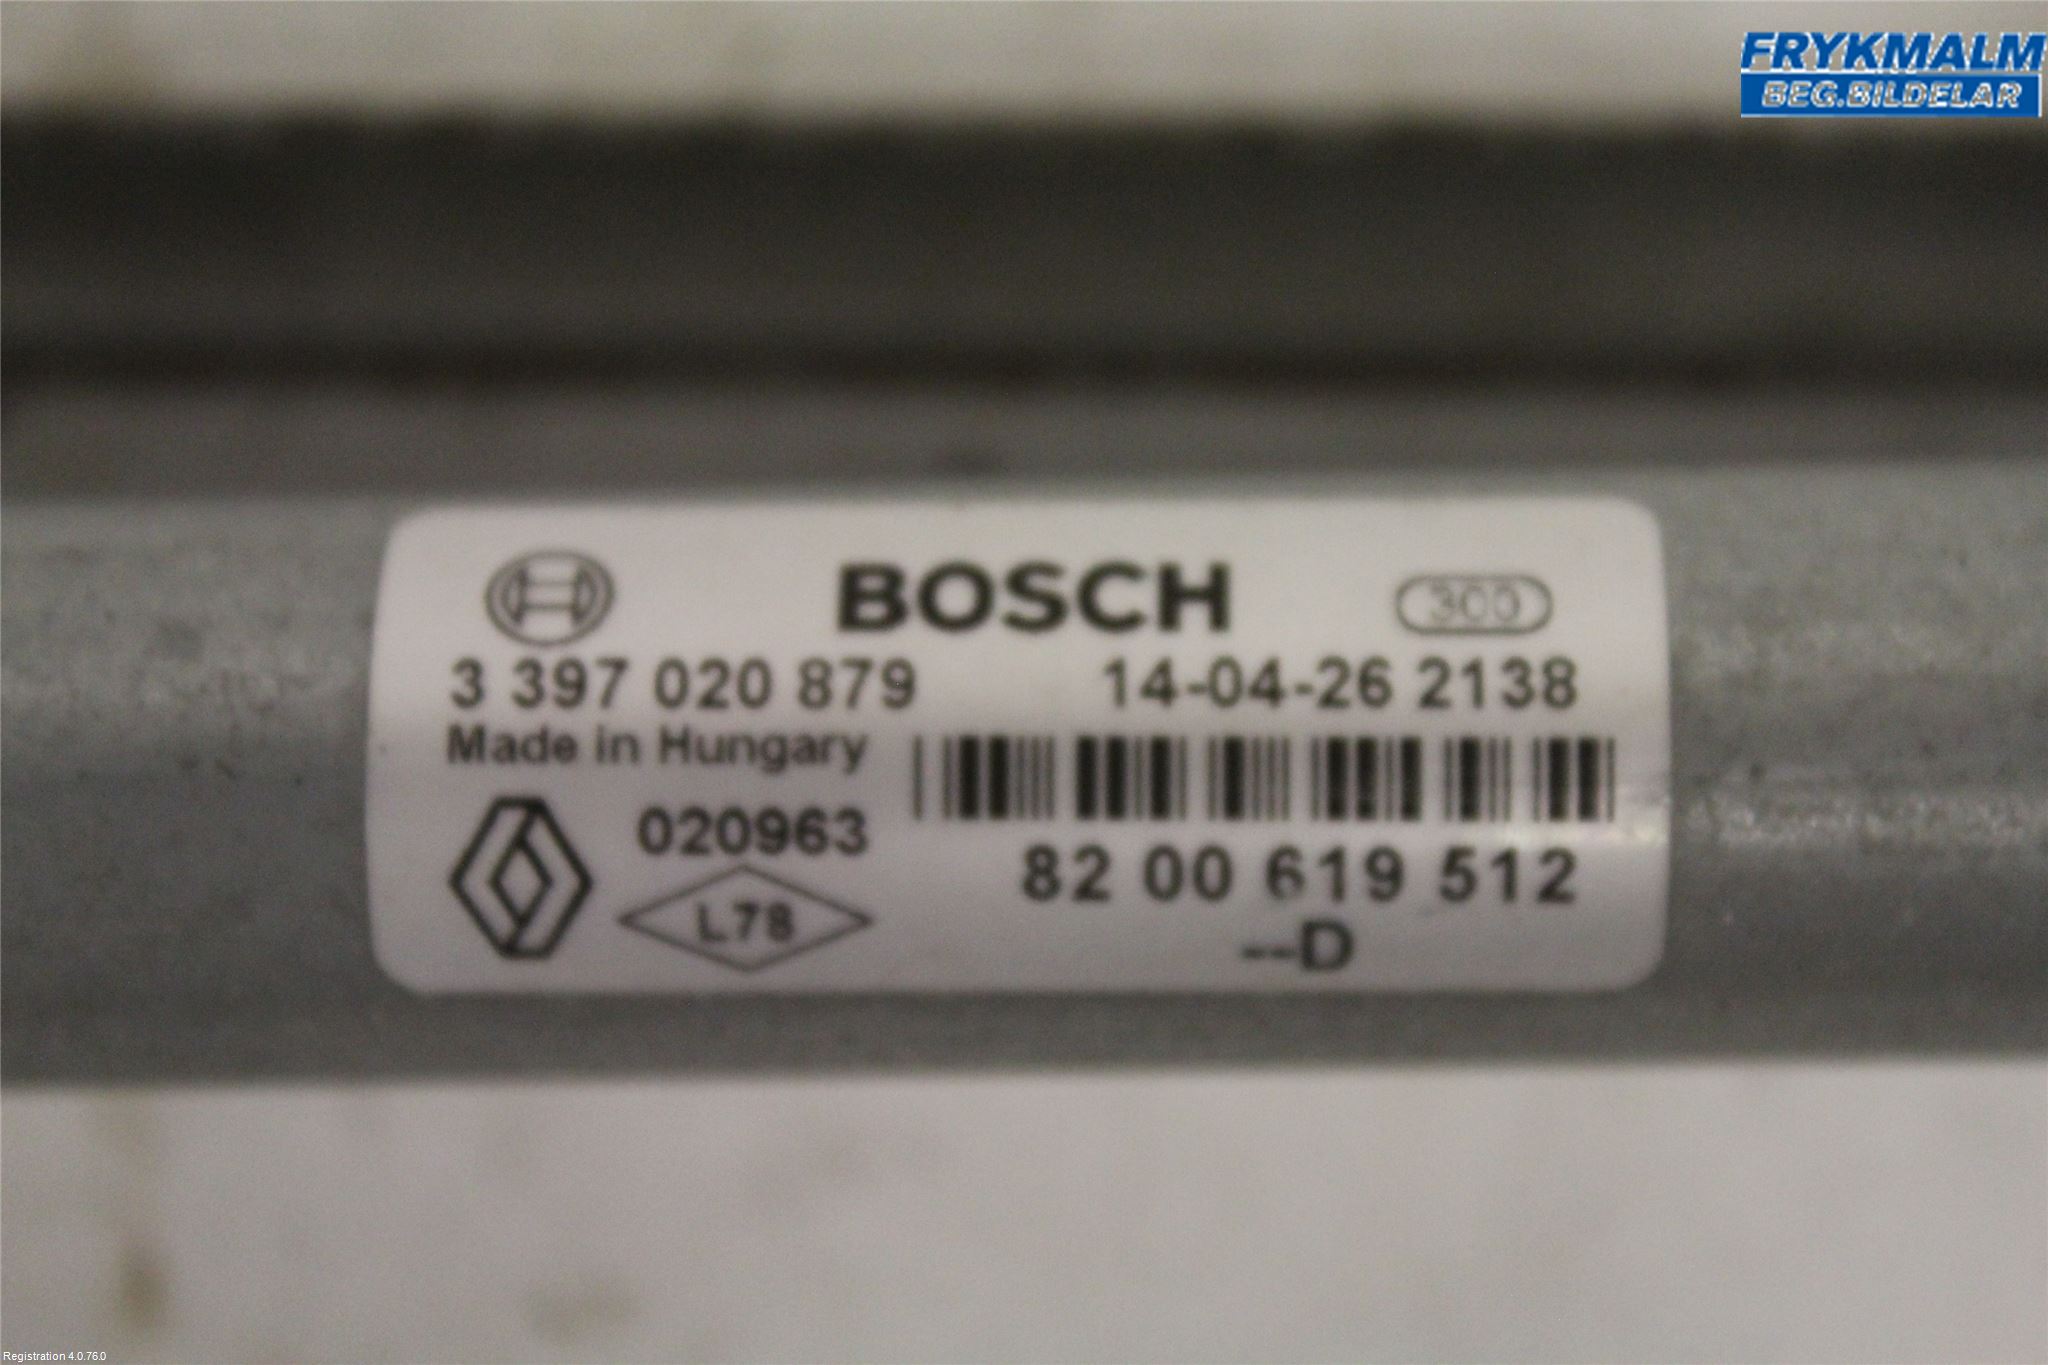 FRYKMALM
BEG.BILDELAR
BOSCH
300
3 397 020 879
14-04-26 2138
Made in Hungary
020963
L78
82 00 619 512
--D
Registration 4.0.76.0